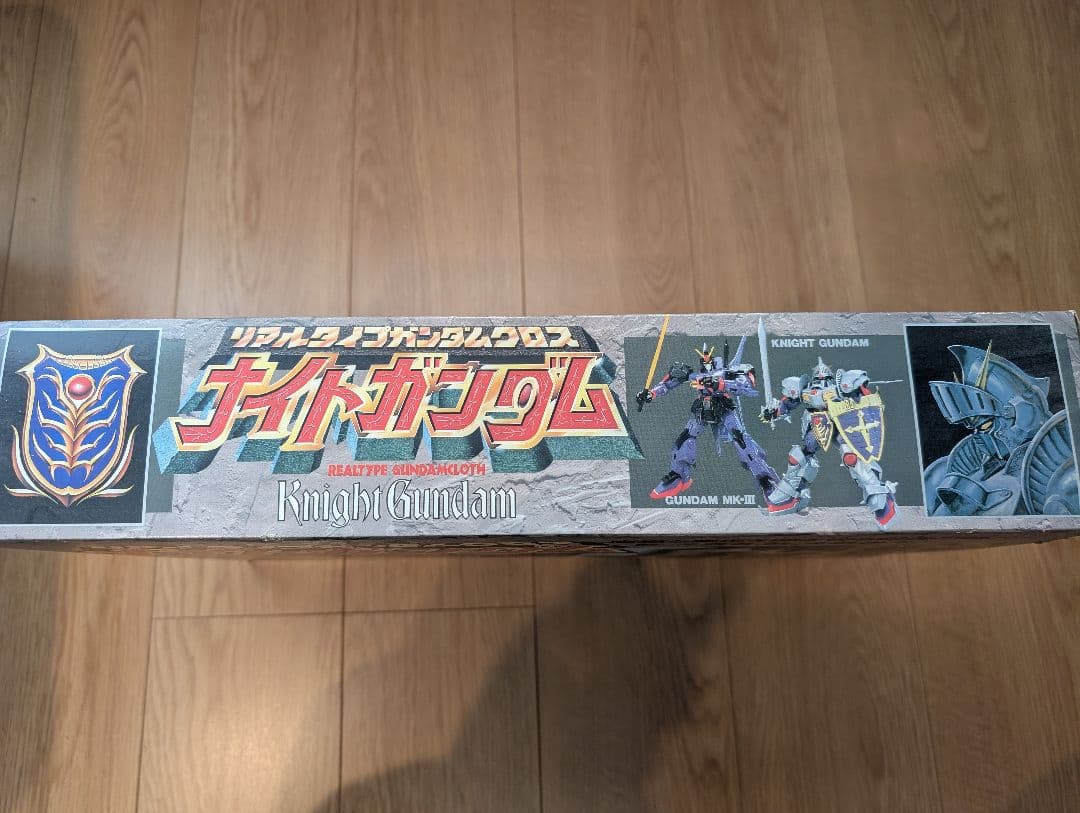 リアルタイプガンダムクロス
ナイトガンダム
REALTYPE GUNDAMCLOTH
Knight Gundam
KNIGHT GUNDAM
GUNDAM MK-III